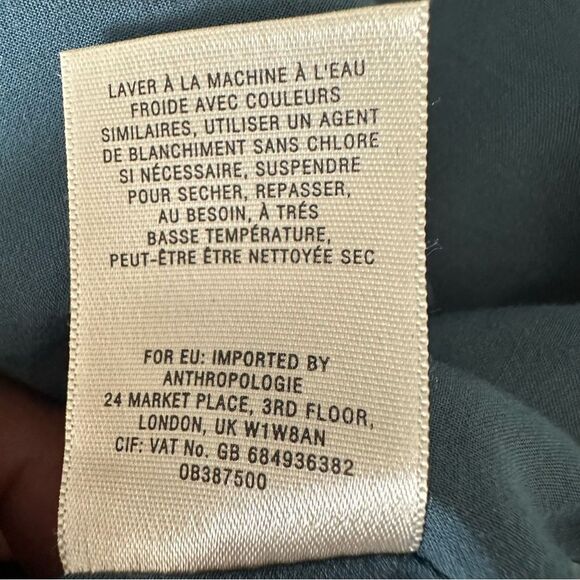 LAVER À LA MACHINE À L'EAU
FROIDE AVEC COULEURS
SIMILAIRES, UTILISER UN AGENT
DE BLANCHIMENT SANS CHLORE
SI NÉCESSAIRE, SUSPENDRE
POUR SECHER, REPASSER,
AU BESOIN, À TRÉS
BASSE TEMPÉRATURE,
PEUT-ÊTRE ÊTRE NETTOYÉE SEC
FOR EU: IMPORTED BY
ANTHROPOLOGIE
24 MARKET PLACE, 3RD FLOOR,
LONDON, UK W1W8AN
CIF: VAT No. GB 684936382
0B387500